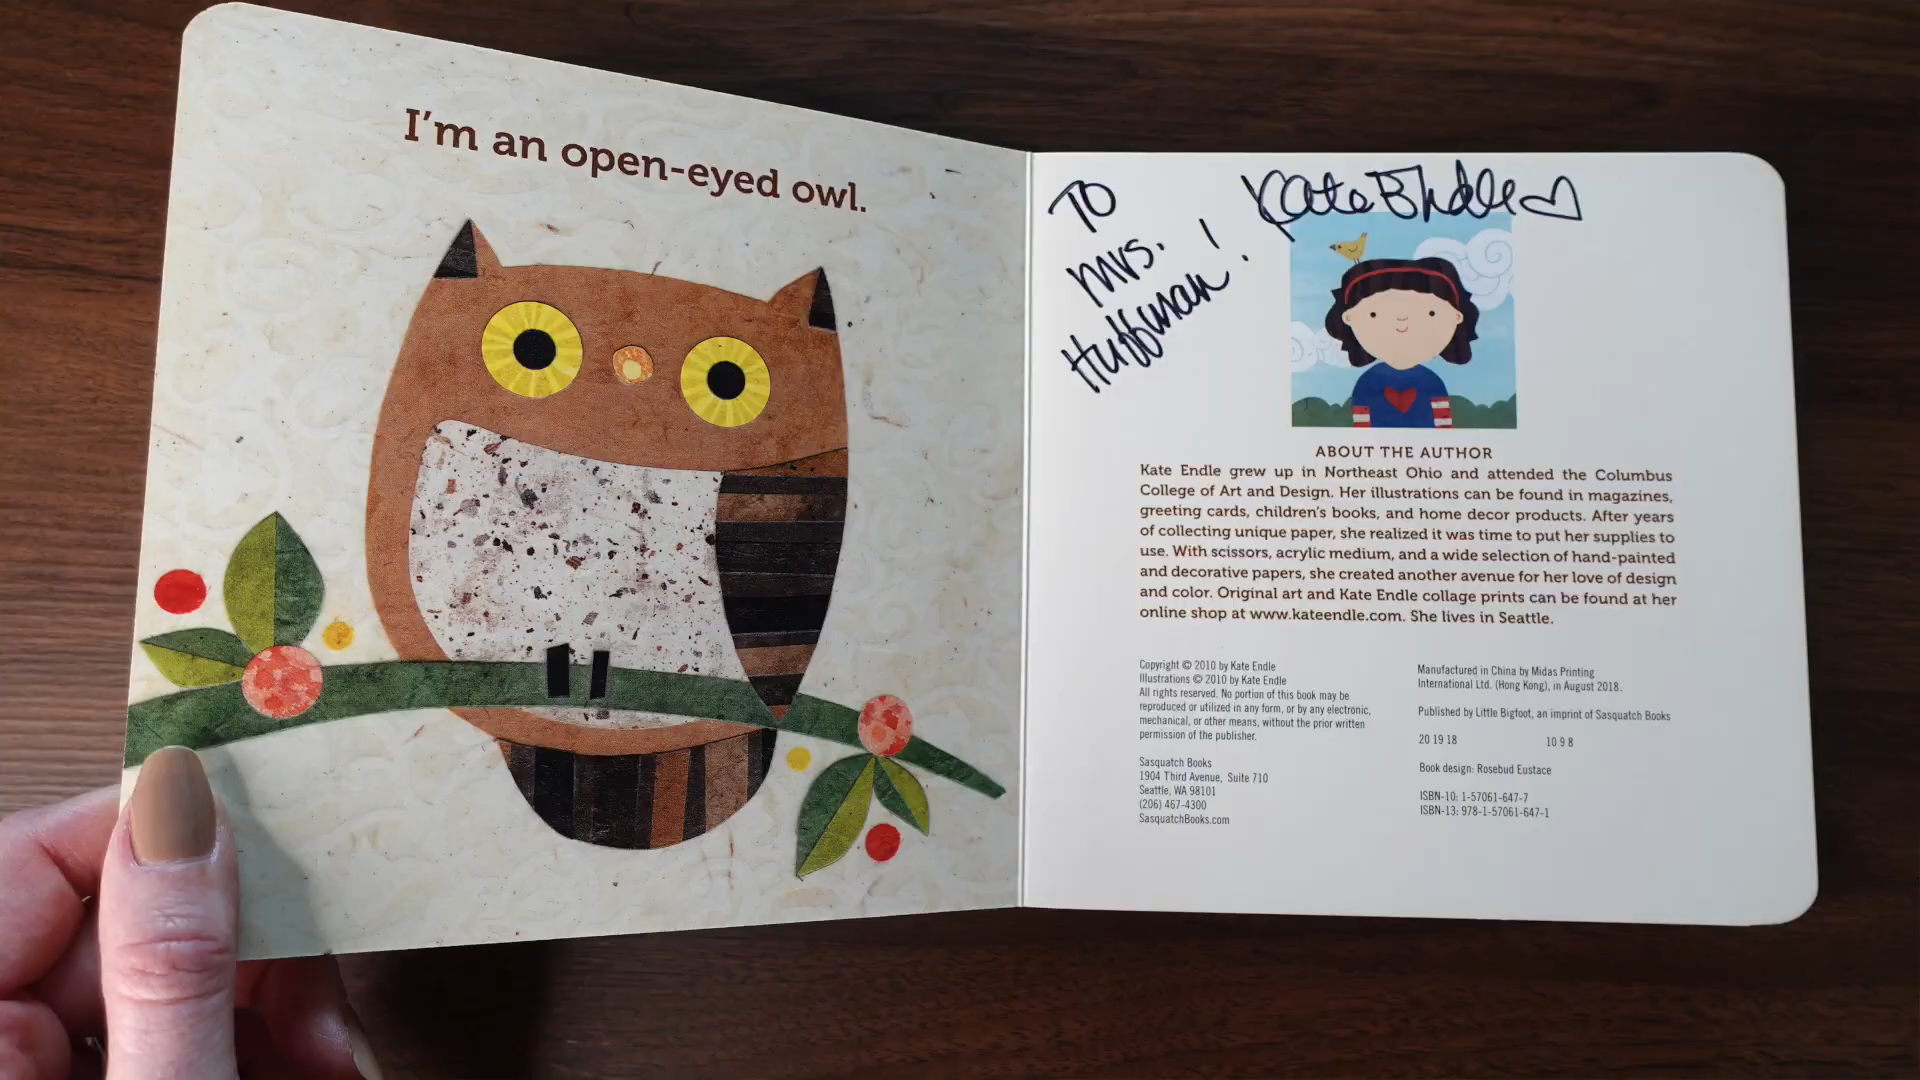 I'm an open-eyed owl.
TO
Mrs.
Huffman!
Kate Endle
ABOUT THE AUTHOR
Kate Endle grew up in Northeast Ohio and attended the Columbus
College of Art and Design. Her illustrations can be found in magazines,
greeting cards, children's books, and home decor products. After years
of collecting unique paper, she realized it was time to put her supplies to
use. With scissors, acrylic medium, and a wide selection of hand-painted
and decorative papers, she created another avenue for her love of design
and color. Original art and Kate Endle collage prints can be found at her
online shop at www.kateendle.com. She lives in Seattle.
Copyright © 2010 by Kate Endle
Illustrations © 2010 by Kate Endle
All rights reserved. No portion of this book may be
reproduced or utilized in any form, or by any electronic,
mechanical, or other means, without the prior written
permission of the publisher.
Sasquatch Books
1904 Third Avenue, Suite 710
Seattle, WA 98101
(206) 467-4300
SasquatchBooks.com
Manufactured in China by Midas Printing
International Ltd. (Hong Kong), in August 2018.
Published by Little Bigfoot, an imprint of Sasquatch Books
20 19 18 10 9 8
Book design: Rosebud Eustace
ISBN-10: 1-57061-647-7
ISBN-13: 978-1-57061-647-1